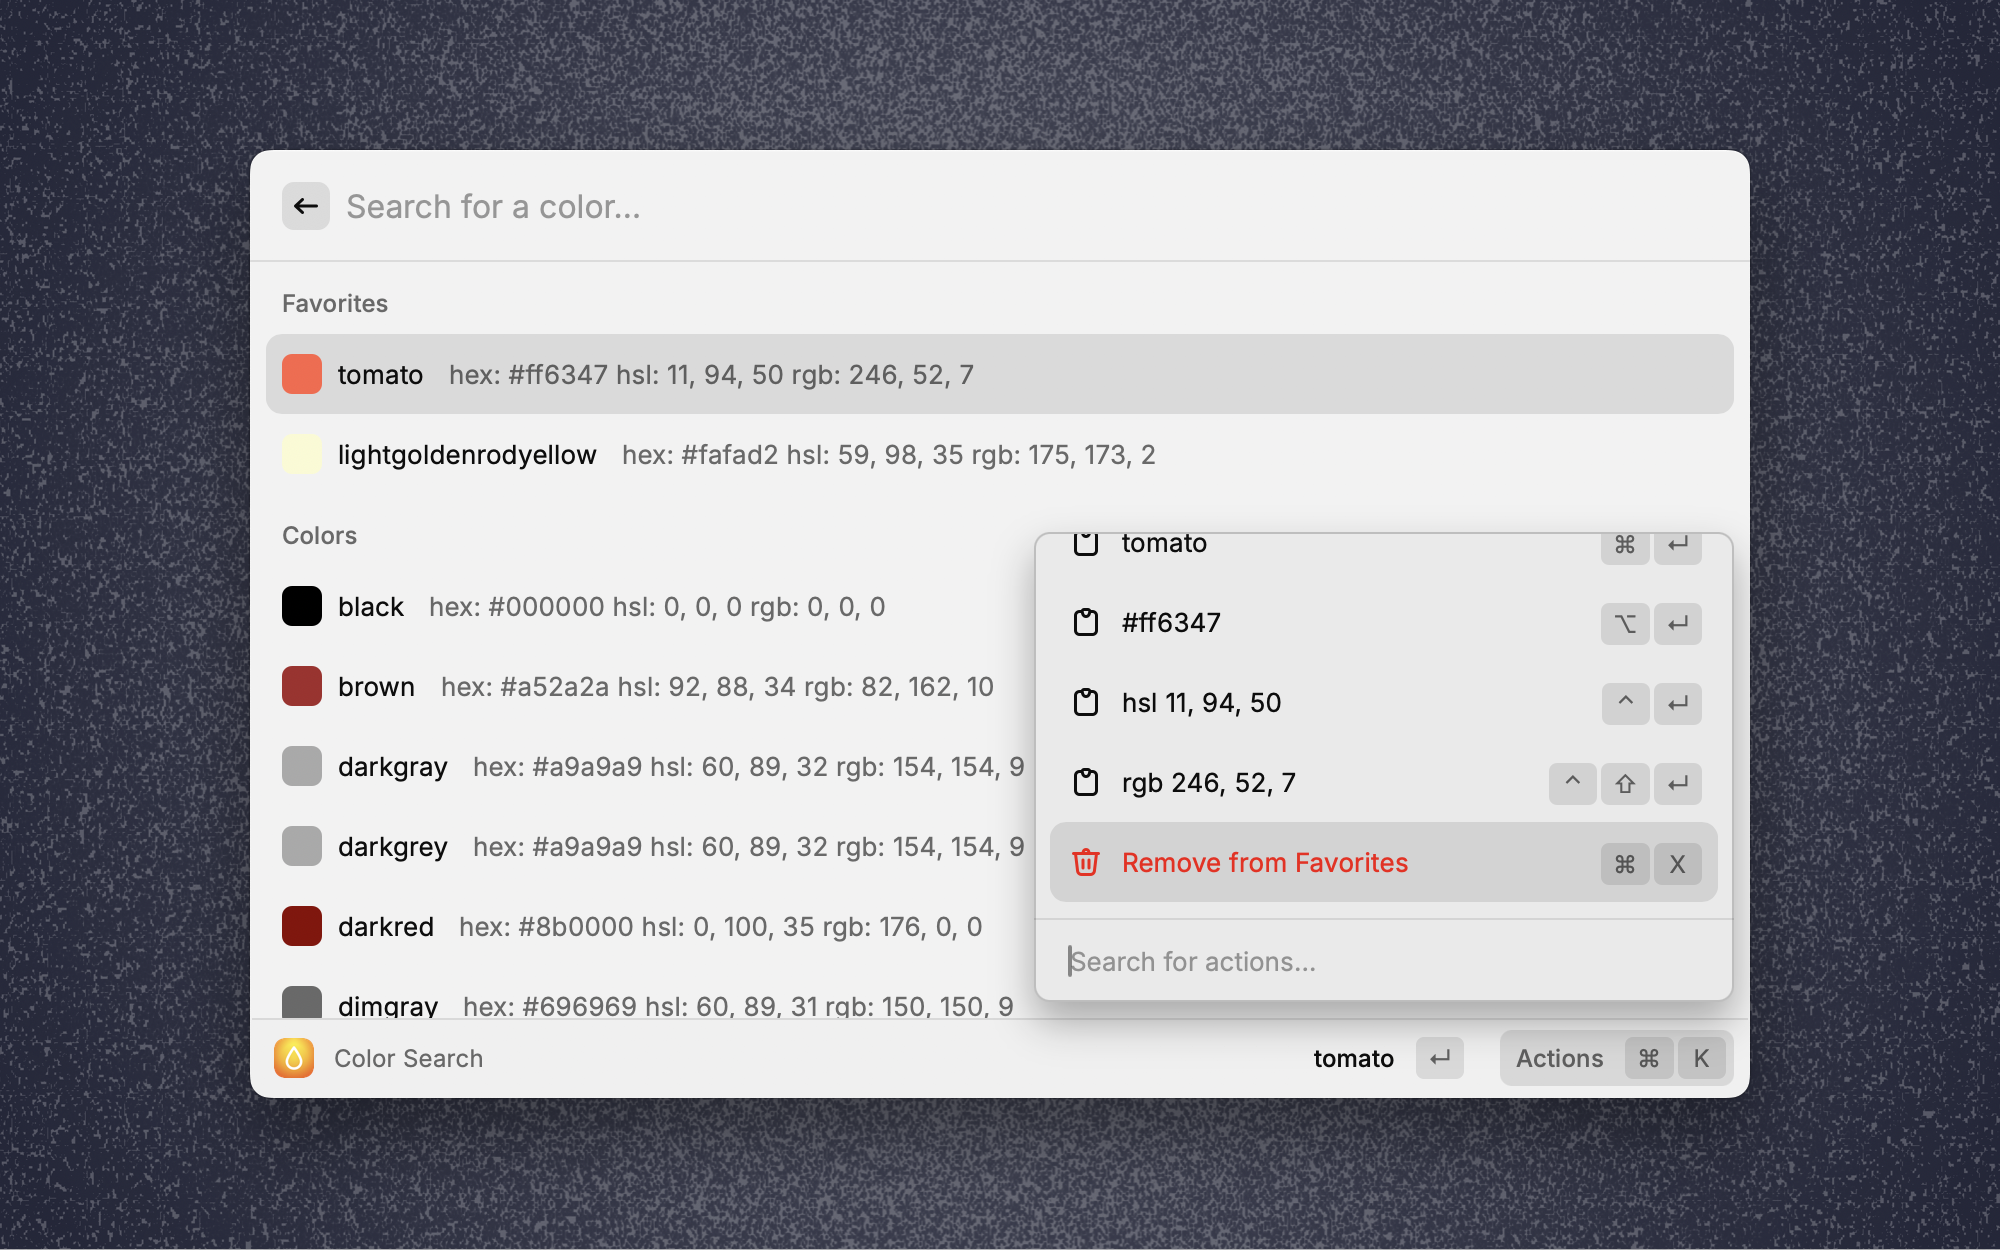 Search for a color...
Favorites
tomato hex: #ff6347 hsl: 11, 94, 50 rgb: 246, 52, 7
lightgoldenrodyellow hex: #fafad2 hsl: 59, 98, 35 rgb: 175, 173, 2
Colors
black hex: #000000 hsl: 0, 0, 0 rgb: 0, 0, 0
brown hex: #a52a2a hsl: 92, 88, 34 rgb: 82, 162, 10
darkgray hex: #a9a9a9 hsl: 60, 89, 32 rgb: 154, 154, 9
darkgrey hex: #a9a9a9 hsl: 60, 89, 32 rgb: 154, 154, 9
darkred hex: #8b0000 hsl: 0, 100, 35 rgb: 176, 0, 0
dimgray hex: #696969 hsl: 60, 89, 31 rgb: 150, 150, 9
tomato ⌘ ↵
#ff6347 ⌥ ↵
hsl 11, 94, 50 ^ ↵
rgb 246, 52, 7 ^ ⇧ ↵
Remove from Favorites ⌘ X
Search for actions...
Color Search
tomato ↵
Actions ⌘ K